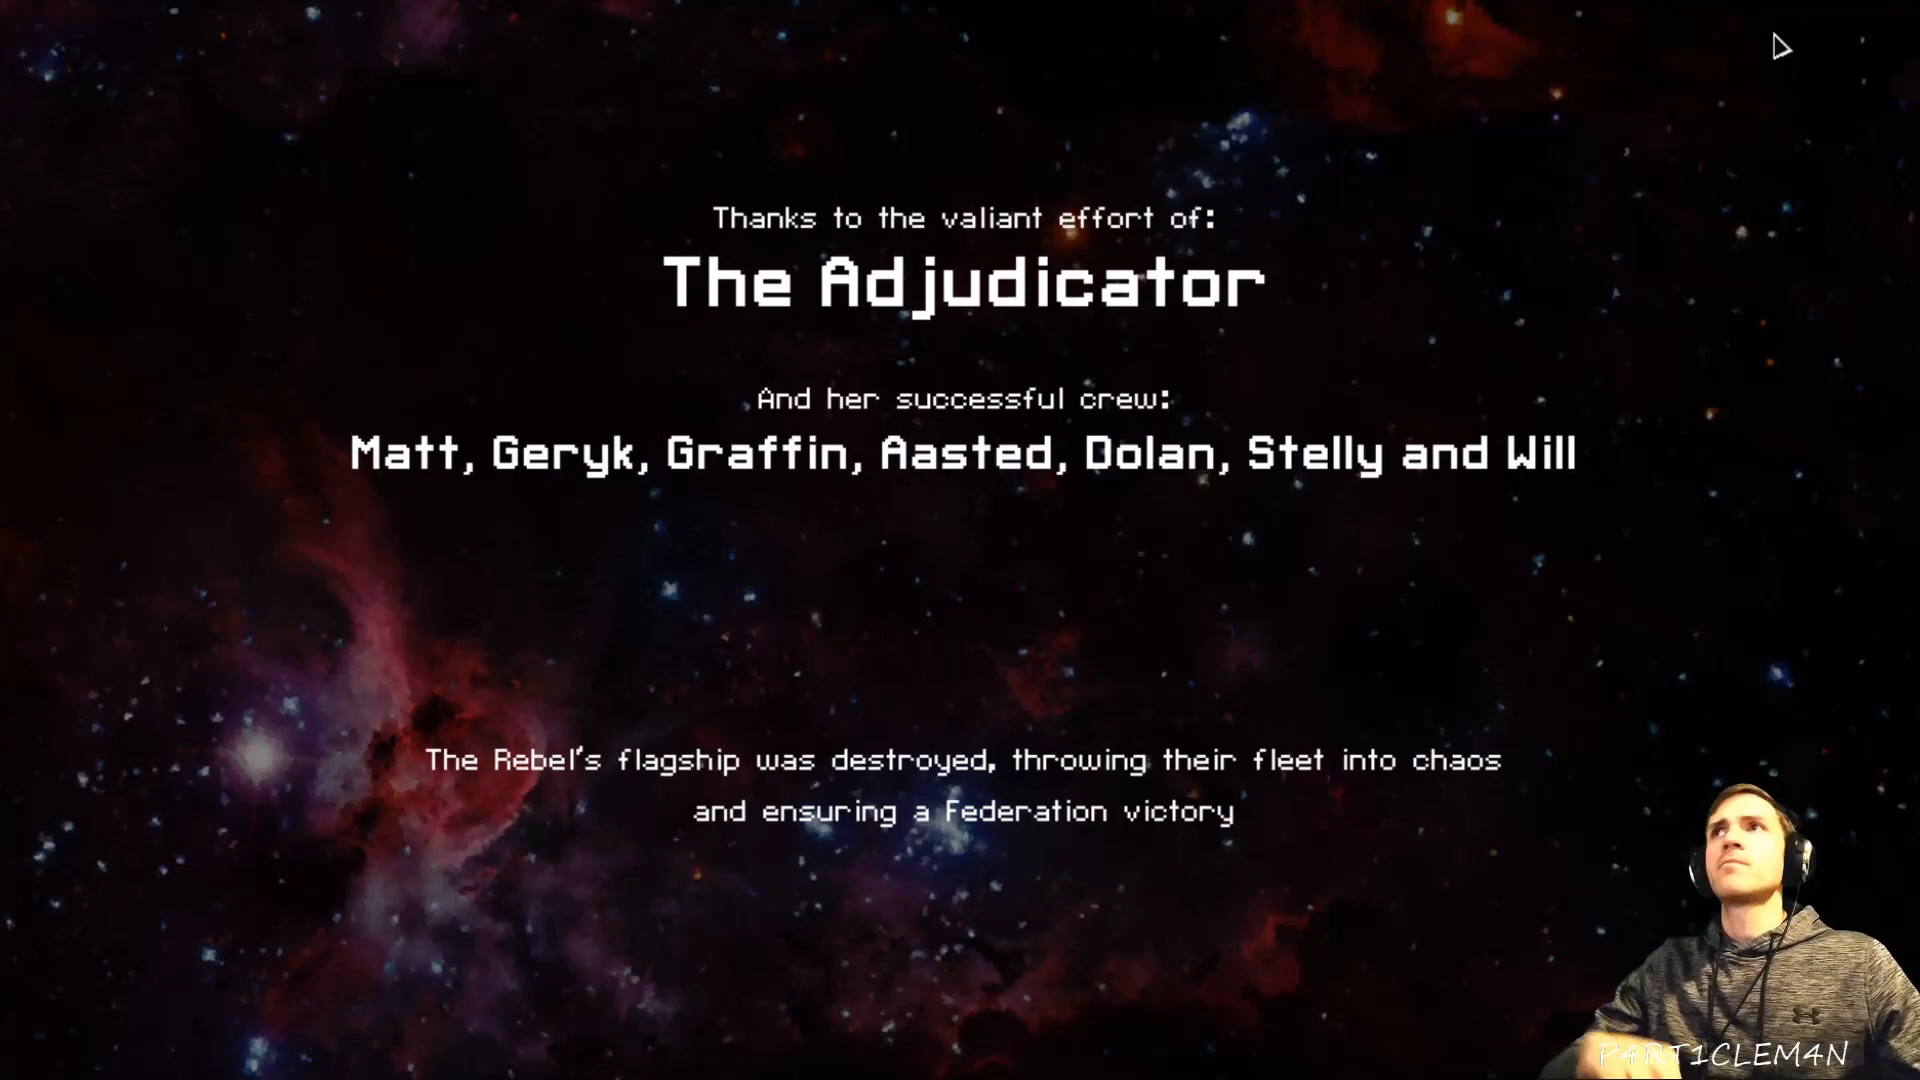 Thanks to the valiant effort of:
The Adjudicator
And her successful crew:
Matt, Geryk, Graffin, Aasted, Dolan, Stelly and Will
The Rebel's flagship was destroyed, throwing their fleet into chaos
and ensuring a Federation victory
P4RT1CLEM4N